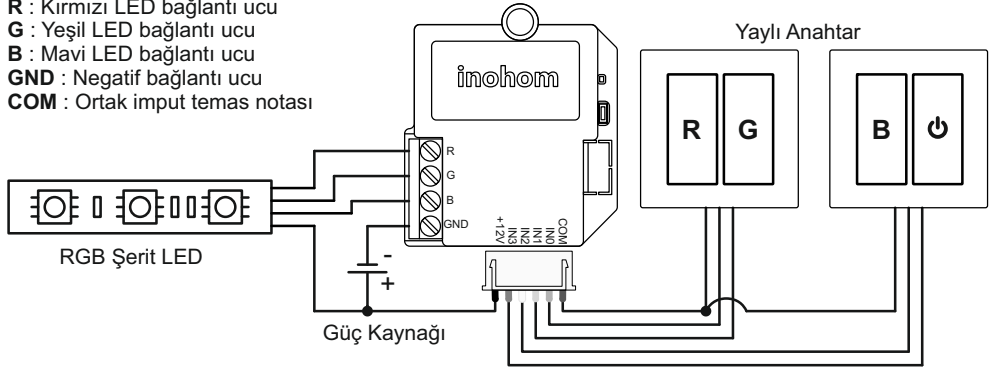 R : Kırmızı LED bağlantı ucu
G : Yeşil LED bağlantı ucu
B : Mavi LED bağlantı ucu
GND : Negatif bağlantı ucu
COM : Ortak imput temas notası
inohom
Yaylı Anahtar
R G
B
R
G
B
GND
+12V
IN3
IN2
IN1
IN0
COM
RGB Şerit LED
-
+
Güç Kaynağı